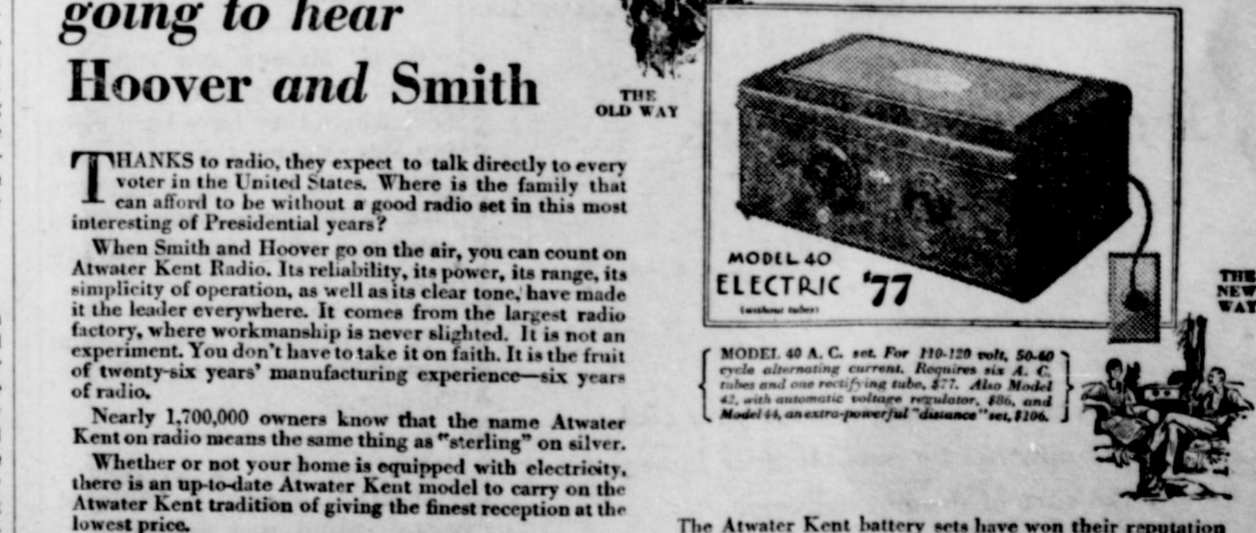 going to hear
Hoover and Smith
THANKS to radio, they expect to talk directly to every
voter in the United States. Where is the family that
can afford to be without a good radio set in this most
interesting of Presidential years?
When Smith and Hoover go on the air, you can count on
Atwater Kent Radio. Its reliability, its power, its range, its
simplicity of operation, as well as its clear tone, have made
it the leader everywhere. It comes from the largest radio
factory, where workmanship is never slighted. It is not an
experiment. You don't have to take it on faith. It is the fruit
of twenty-six years' manufacturing experience—six years
of radio.
Nearly 1,700,000 owners know that the name Atwater
Kent on radio means the same thing as "sterling" on silver.
Whether or not your home is equipped with electricity,
there is an up-to-date Atwater Kent model to carry on the
Atwater Kent tradition of giving the finest reception at the
lowest price.
THE
OLD WAY
MODEL 40
ELECTRIC $77
(without tubes)
THE
NEW
WAY
MODEL 40 A. C. set. For 110-120 volt, 50-60
cycle alternating current. Requires six A. C.
tubes and one rectifying tube, $77. Also Model
42, with automatic voltage regulator, $86, and
Model 44, an extra-powerful "distance" set, $106.
The Atwater Kent battery sets have won their reputation